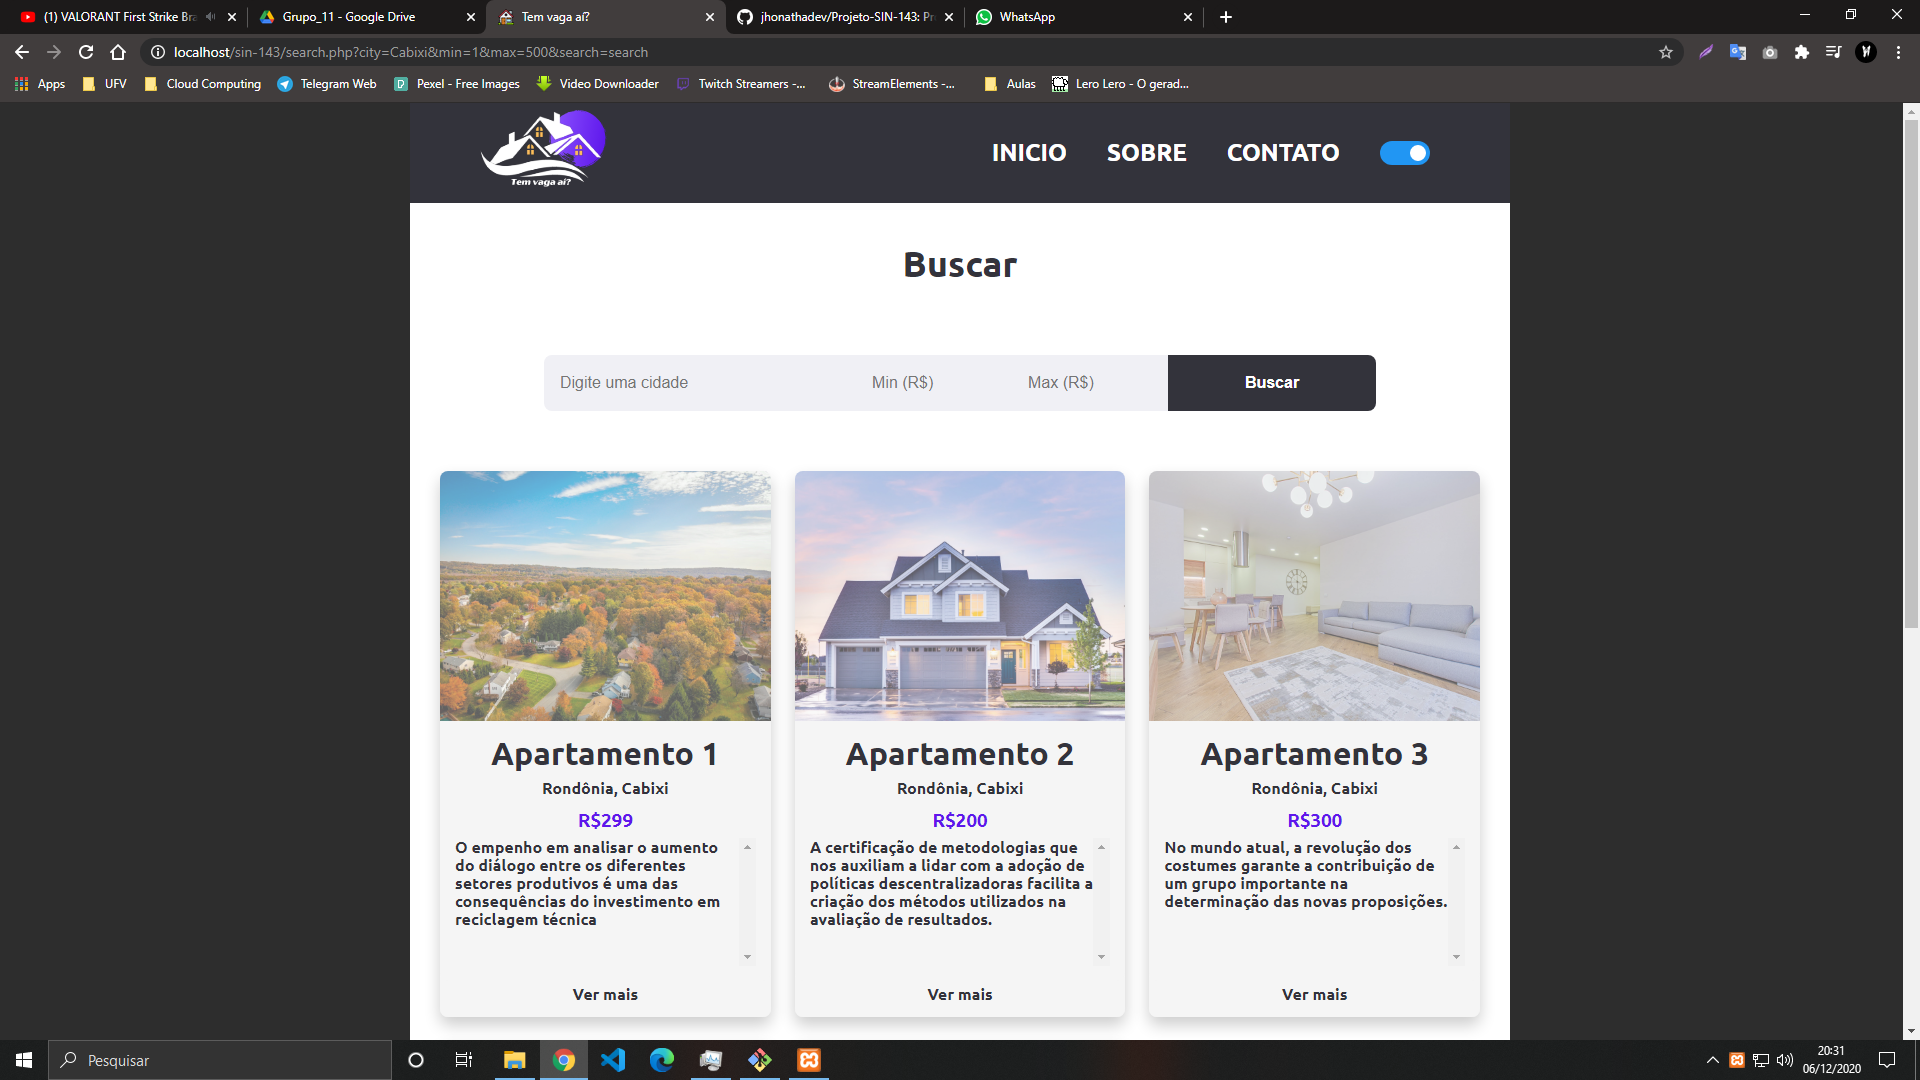 (1) VALORANT First Strike Bra
Grupo_11 - Google Drive
Tem vaga aí?
jhonathadev/Projeto-SIN-143: Pr
WhatsApp
localhost/sin-143/search.php?city=Cabixi&min=1&max=500&search=search
Apps
UFV
Cloud Computing
Telegram Web
Pexel - Free Images
Video Downloader
Twitch Streamers -...
StreamElements -...
Aulas
Lero Lero - O gerad...
Tem vaga aí?
INICIO
SOBRE
CONTATO
Buscar
Digite uma cidade
Min (R$)
Max (R$)
Buscar
Apartamento 1
Rondônia, Cabixi
R$299
O empenho em analisar o aumento
do diálogo entre os diferentes
setores produtivos é uma das
consequências do investimento em
reciclagem técnica
Ver mais
Apartamento 2
Rondônia, Cabixi
R$200
A certificação de metodologias que
nos auxiliam a lidar com a adoção de
políticas descentralizadoras facilita a
criação dos métodos utilizados na
avaliação de resultados.
Ver mais
Apartamento 3
Rondônia, Cabixi
R$300
No mundo atual, a revolução dos
costumes garante a contribuição de
um grupo importante na
determinação das novas proposições.
Ver mais
Pesquisar
20:31
06/12/2020